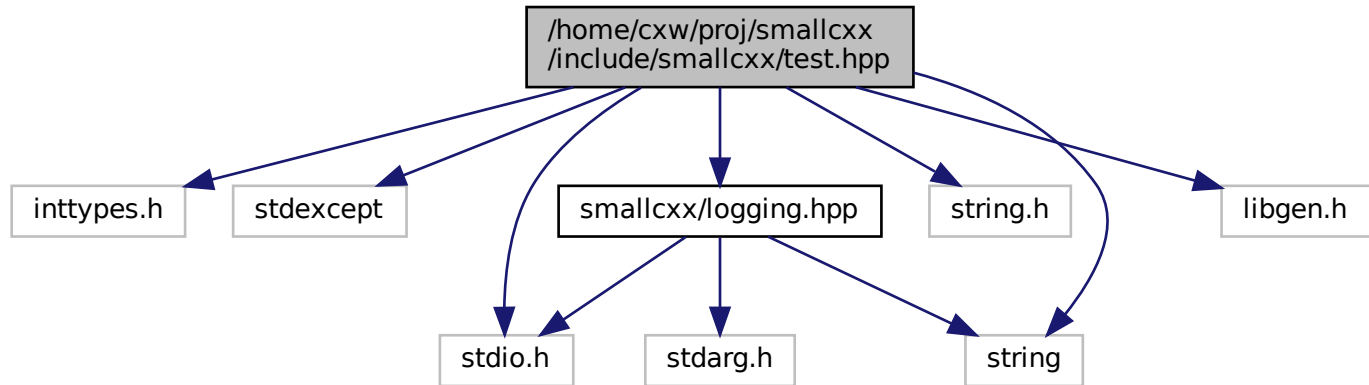 /home/cxw/proj/smallcxx
/include/smallcxx/test.hpp
inttypes.h
stdexcept
smallcxx/logging.hpp
string.h
libgen.h
stdio.h
stdarg.h
string